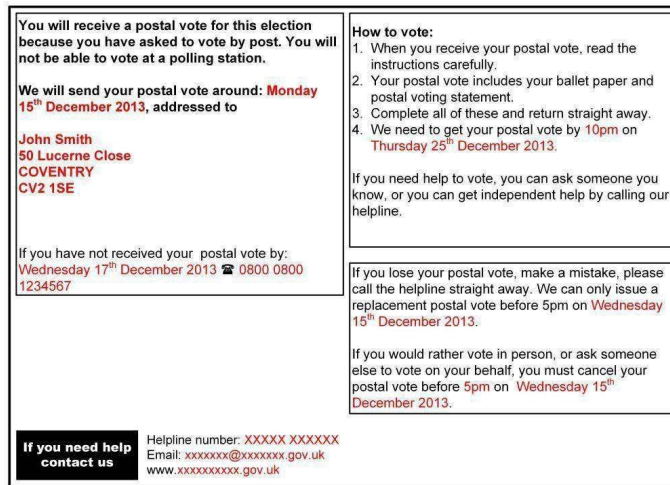 You will receive a postal vote for this election
because you have asked to vote by post. You will
not be able to vote at a polling station.
We will send your postal vote around: Monday
15th December 2013, addressed to
John Smith
50 Lucerne Close
COVENTRY
CV2 1SE
If you have not received your postal vote by:
Wednesday 17th December 2013 ☎ 0800 0800
1234567
How to vote:
1. When you receive your postal vote, read the
instructions carefully.
2. Your postal vote includes your ballet paper and
postal voting statement.
3. Complete all of these and return straight away.
4. We need to get your postal vote by 10pm on
Thursday 25th December 2013.
If you need help to vote, you can ask someone you
know, or you can get independent help by calling our
helpline.
If you lose your postal vote, make a mistake, please
call the helpline straight away. We can only issue a
replacement postal vote before 5pm on Wednesday
15th December 2013.
If you would rather vote in person, or ask someone
else to vote on your behalf, you must cancel your
postal vote before 5pm on Wednesday 15th
December 2013.
If you need help
contact us
Helpline number: XXXXX XXXXXX
Email: xxxxxxx@xxxxxxx.gov.uk
www.xxxxxxxxxx.gov.uk